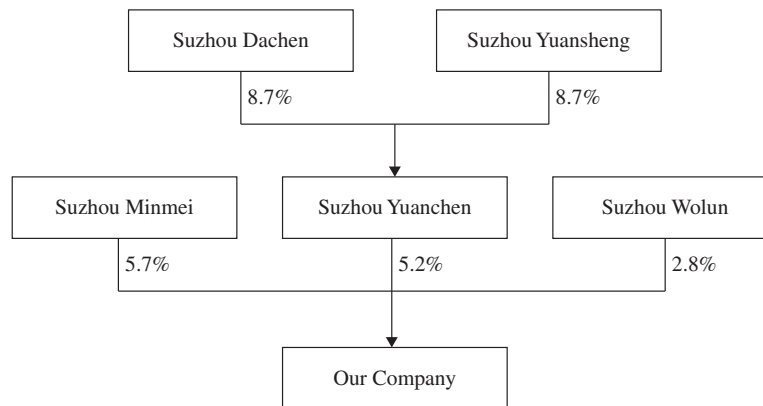 Suzhou Dachen
Suzhou Yuansheng
8.7%
8.7%
Suzhou Minmei
Suzhou Yuanchen
Suzhou Wolun
5.7%
5.2%
2.8%
Our Company